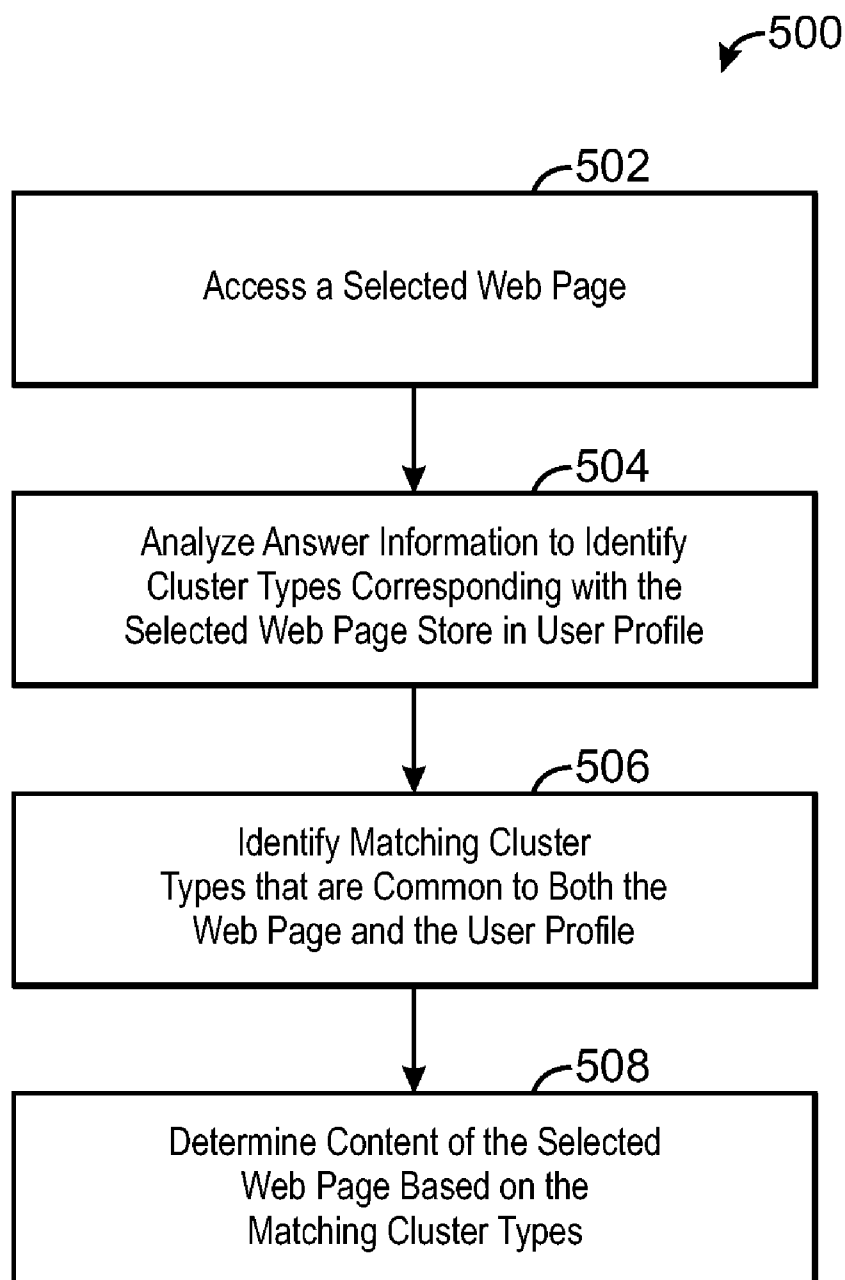 500
502
Access a Selected Web Page
504
Analyze Answer Information to Identify
Cluster Types Corresponding with the
Selected Web Page Store in User Profile
506
Identify Matching Cluster
Types that are Common to Both the
Web Page and the User Profile
508
Determine Content of the Selected
Web Page Based on the
Matching Cluster Types